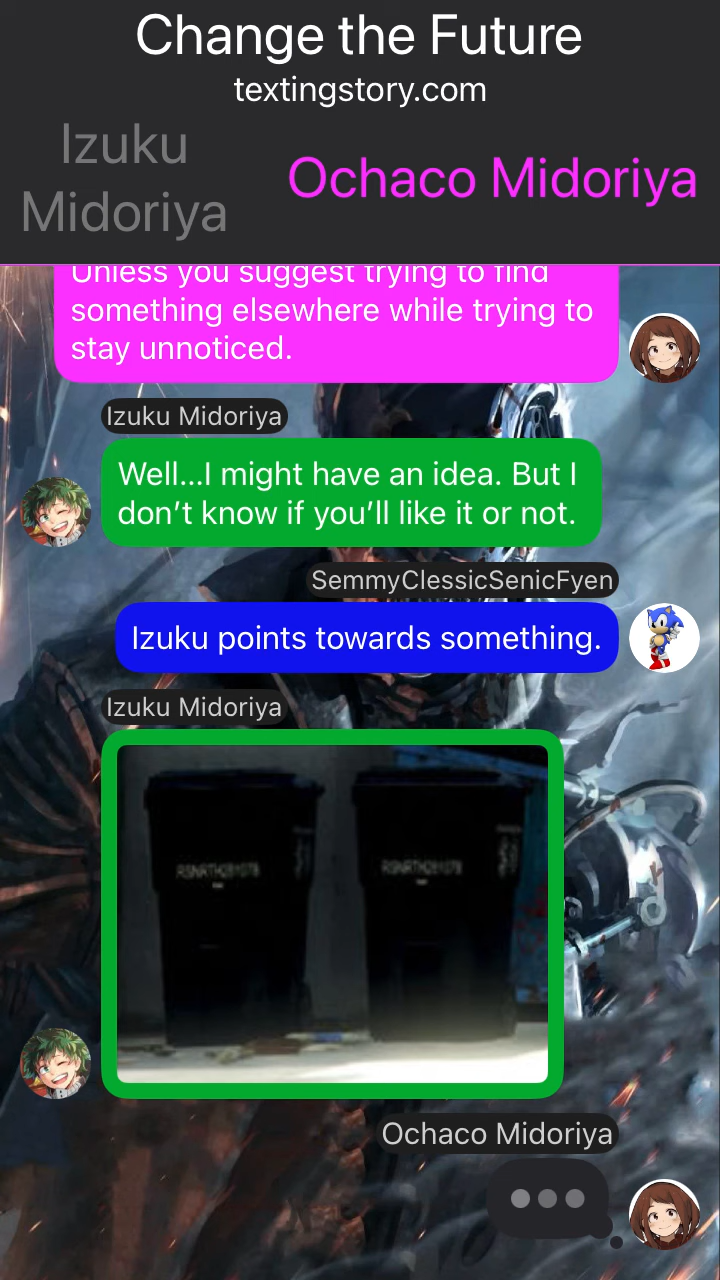 Change the Future
textingstory.com
Izuku
Midoriya
Ochaco Midoriya
Unless you suggest trying to find
something elsewhere while trying to
stay unnoticed.
Izuku Midoriya
Well...I might have an idea. But I
don’t know if you’ll like it or not.
SemmyClessicSenicFyen
Izuku points towards something.
Izuku Midoriya
Ochaco Midoriya